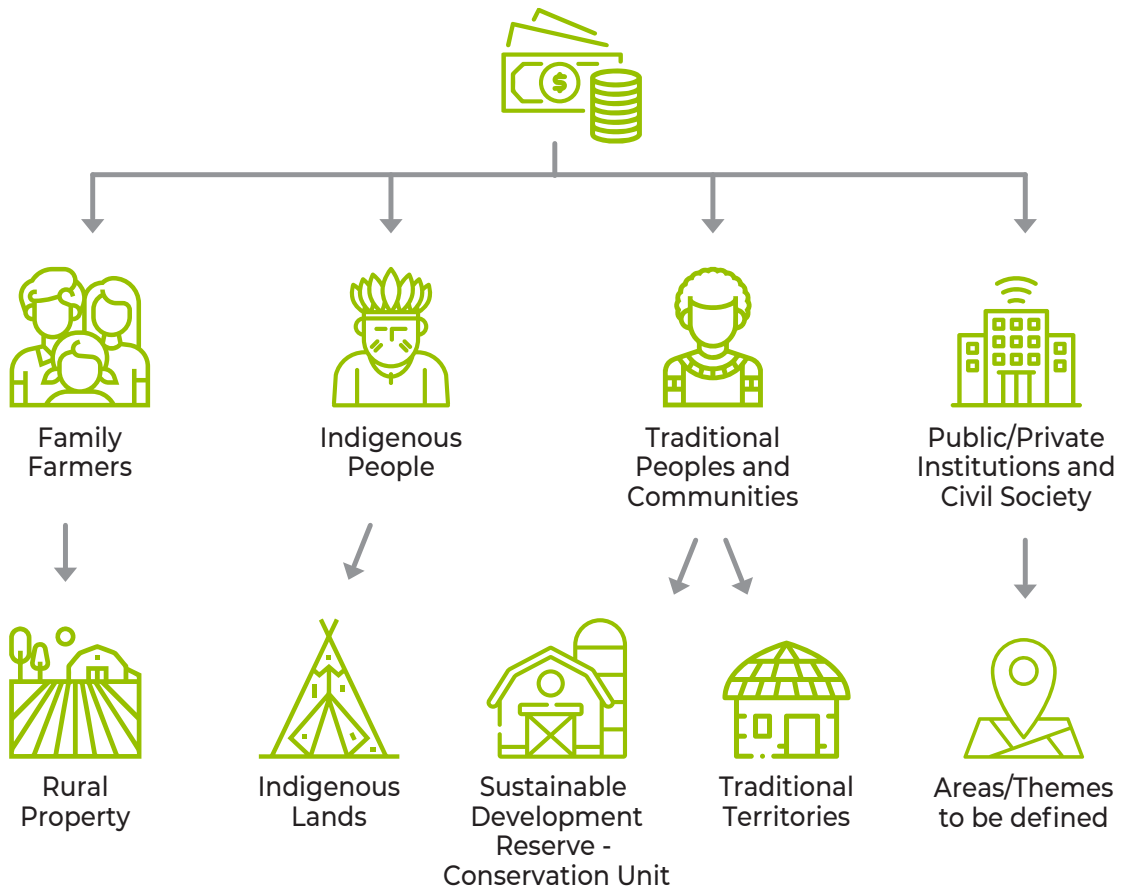 Family
Farmers
Indigenous
People
Traditional
Peoples and
Communities
Public/Private
Institutions and
Civil Society
Rural
Property
Indigenous
Lands
Sustainable
Development
Reserve -
Conservation Unit
Traditional
Territories
Areas/Themes
to be defined